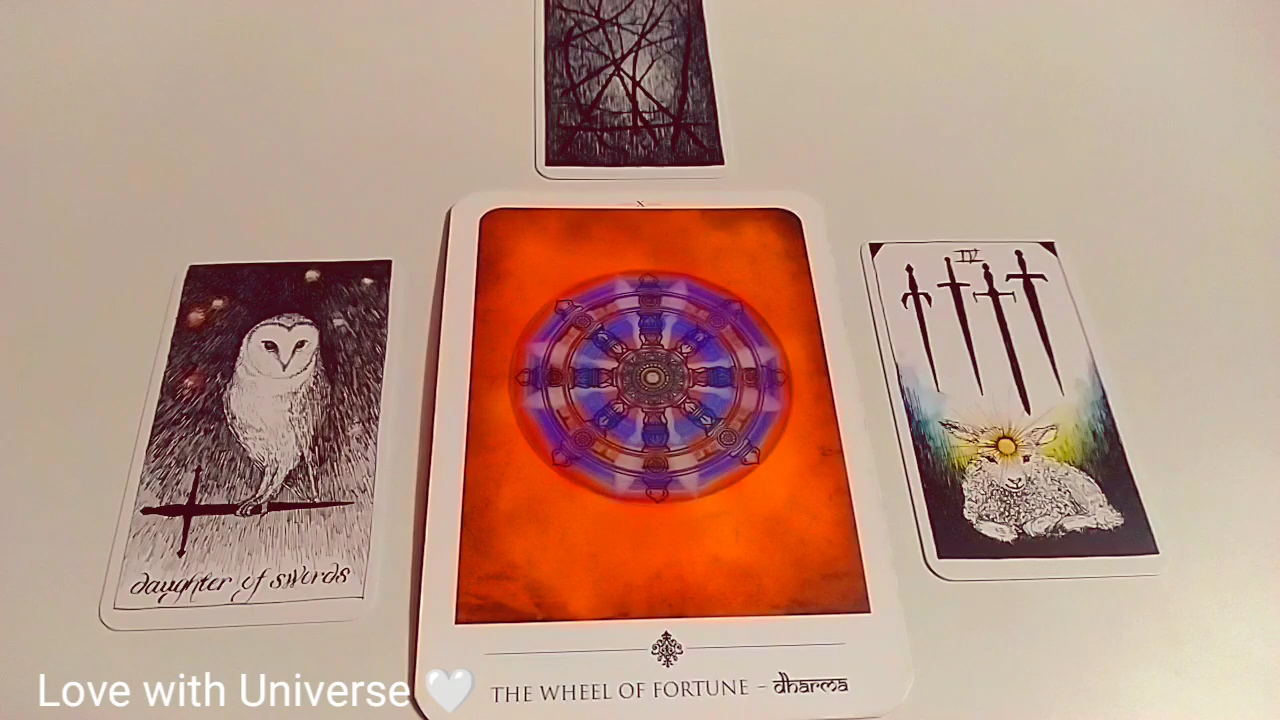 X
IV
daughter of swords
THE WHEEL OF FORTUNE – dharma
Love with Universe🤍